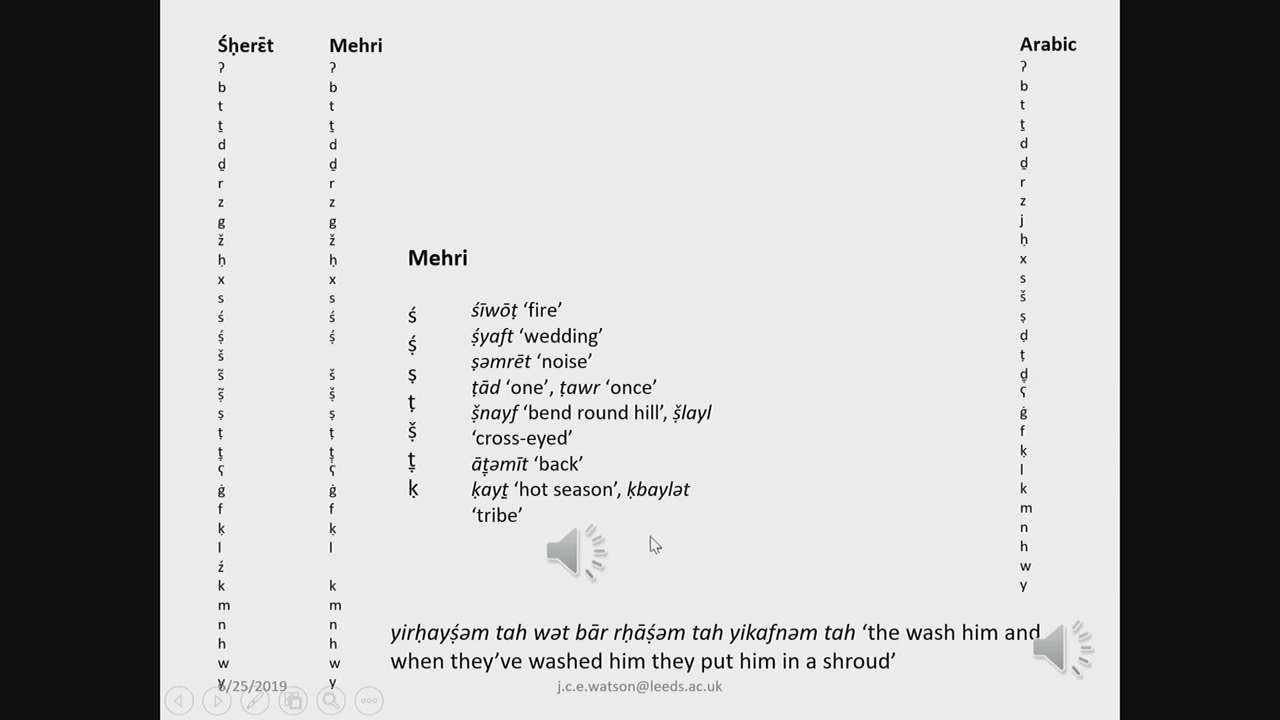 Śḥerɛ̄t
ʔ
b
t
ṯ
d
ḏ
r
z
g
ž
ḥ
x
s
ś
ṣ́
š
s̃
ṣ̃
ṣ
ṭ
ṯ̣
ʕ
ġ
f
ḳ
l
ź
k
m
n
h
w
y
Mehri
ʔ
b
t
ṯ
d
ḏ
r
z
g
ž
ḥ
x
s
ś
ṣ́
š
ṣ̌
ṣ
ṭ
ṯ̣
ʕ
ġ
f
ḳ
l
k
m
n
h
w
y
Mehri
ś
ṣ́
ṣ
ṭ
ṣ̌
ṯ̣
ḳ
śīwōṭ ‘fire’
ṣ́yaft ‘wedding’
ṣəmrēt ‘noise’
ṭād ‘one’, ṭawr ‘once’
ṣ̌nayf ‘bend round hill’, ṣ̌layl
‘cross-eyed’
āṯ̣əmīt ‘back’
ḳayṯ ‘hot season’, ḳbaylət
‘tribe’
Arabic
ʔ
b
t
ṯ
d
ḏ
r
z
j
ḥ
x
s
š
ṣ
ḍ
ṭ
ḏ̣
ʕ
ġ
f
ḳ
l
k
m
n
h
w
y
yirḥayṣ́əm tah wət bār rḥāṣ́əm tah yikafnəm tah ‘the wash him and
when they’ve washed him they put him in a shroud’
6/25/2019
j.c.e.watson@leeds.ac.uk